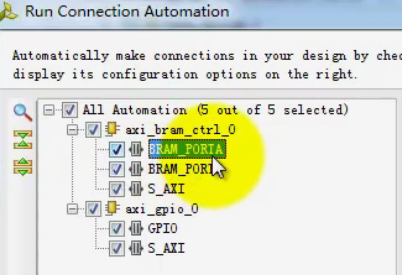 Run Connection Automation
Automatically make connections in your design by chec
display its configuration options on the right.
All Automation (5 out of 5 selected)
axi_bram_ctrl_0
BRAM_PORTA
BRAM_PORT
S_AXI
axi_gpio_0
GPIO
S_AXI